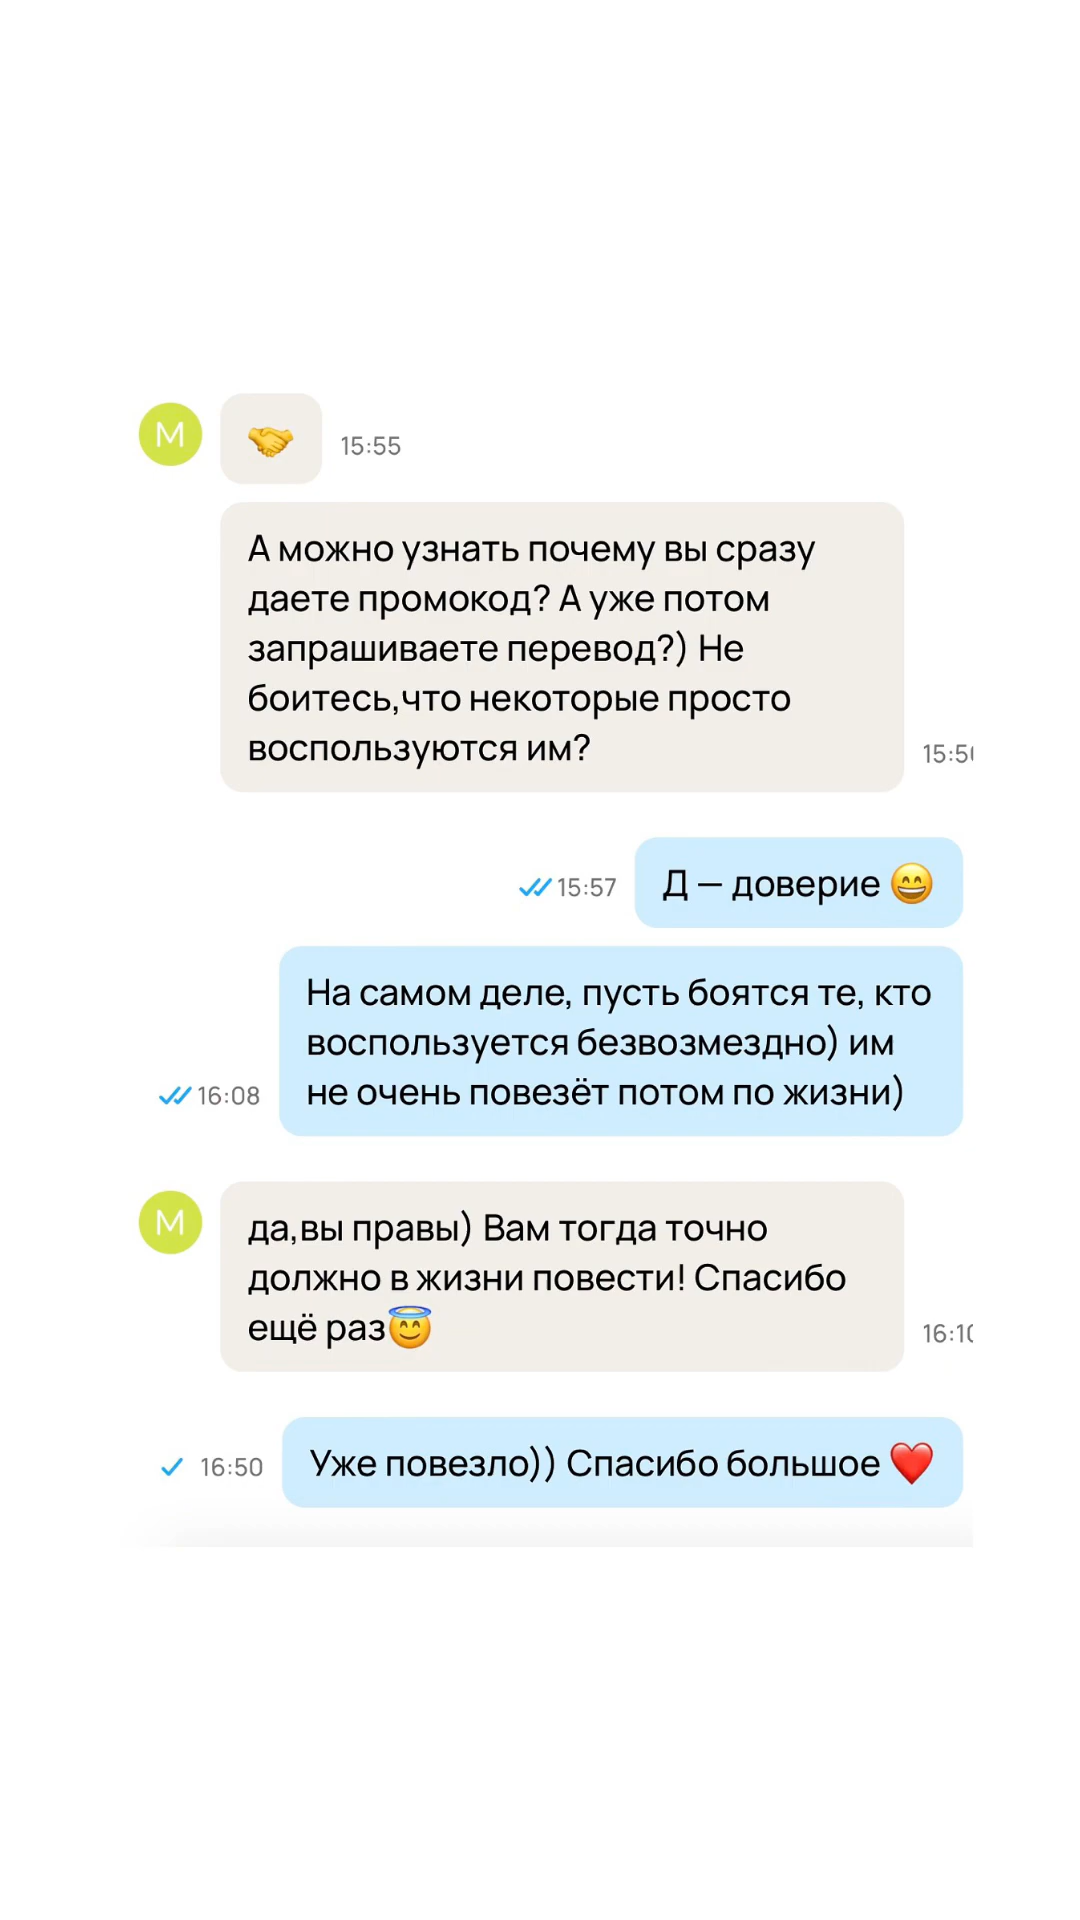 М
🤝 15:55
А можно узнать почему вы сразу
даете промокод? А уже потом
запрашиваете перевод?) Не
боитесь,что некоторые просто
воспользуются им?
15:57 Д — доверие 😄
На самом деле, пусть боятся те, кто
воспользуется безвозмездно) им
не очень повезёт потом по жизни)
16:08
М
да,вы правы) Вам тогда точно
должно в жизни повести! Спасибо
ещё раз😇
16:50 Уже повезло)) Спасибо большое ❤️